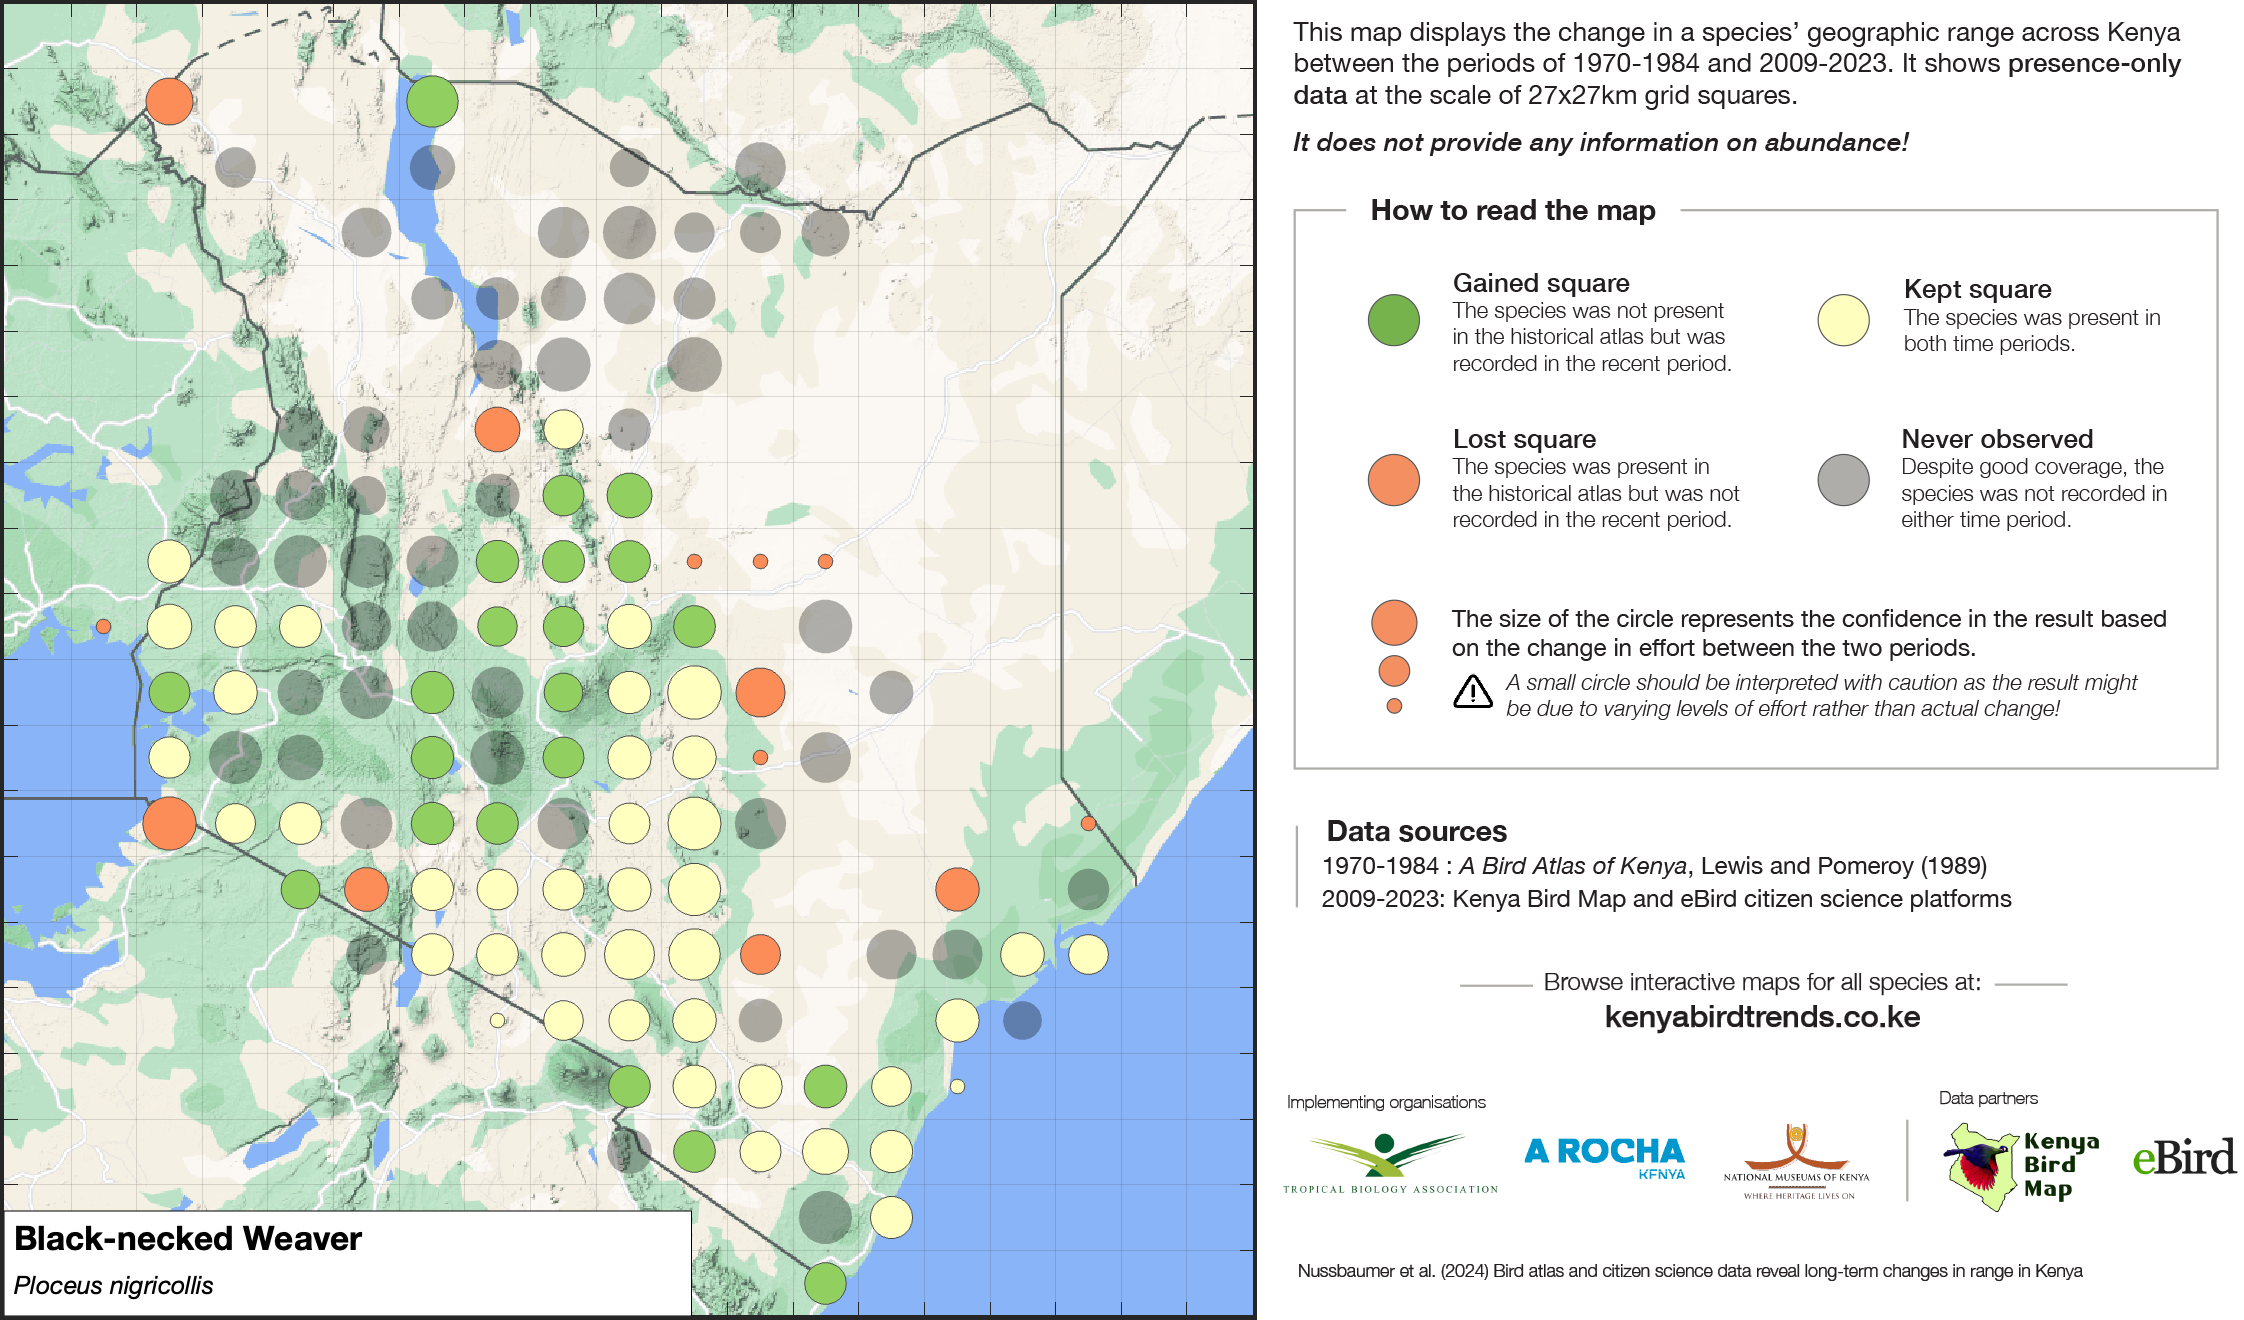 This map displays the change in a species’ geographic range across Kenya
between the periods of 1970-1984 and 2009-2023. It shows presence-only
data at the scale of 27x27km grid squares.
It does not provide any information on abundance!
How to read the map
Gained square
The species was not present
in the historical atlas but was
recorded in the recent period.
Kept square
The species was present in
both time periods.
Lost square
The species was present in
the historical atlas but was not
recorded in the recent period.
Never observed
Despite good coverage, the
species was not recorded in
either time period.
The size of the circle represents the confidence in the result based
on the change in effort between the two periods.
A small circle should be interpreted with caution as the result might
be due to varying levels of effort rather than actual change!
Data sources
1970-1984 : A Bird Atlas of Kenya, Lewis and Pomeroy (1989)
2009-2023: Kenya Bird Map and eBird citizen science platforms
Browse interactive maps for all species at:
kenyabirdtrends.co.ke
Implementing organisations
Data partners
TROPICAL BIOLOGY ASSOCIATION
A ROCHA
KENYA
NATIONAL MUSEUMS OF KENYA
WHERE HERITAGE LIVES ON
Kenya
Bird
Map
eBird
Black-necked Weaver
Ploceus nigricollis
Nussbaumer et al. (2024) Bird atlas and citizen science data reveal long-term changes in range in Kenya